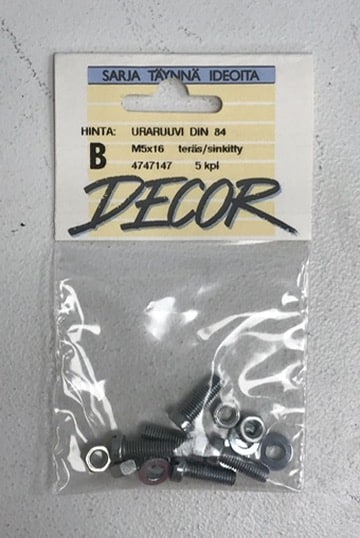 SARJA TÄYNNÄ IDEOITA
HINTA: URARUUVI DIN 84
B M5x16 teräs/sinkitty
4747147 5 kpl
DECOR